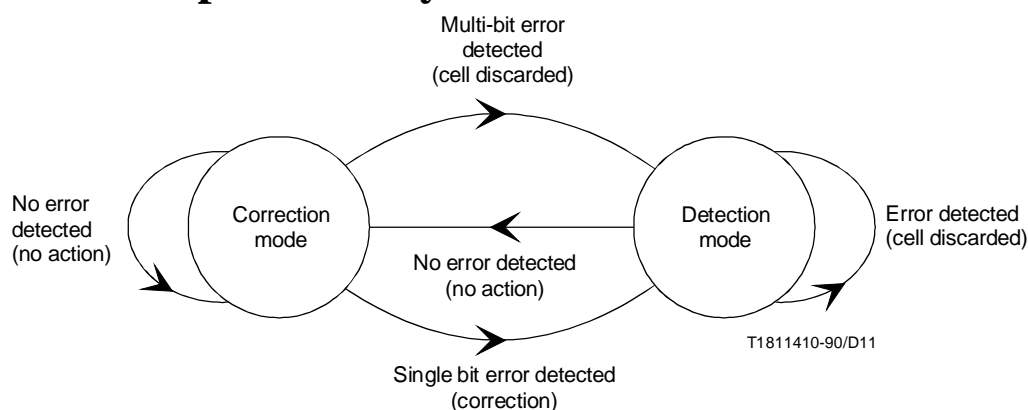 Multi-bit error
detected
(cell discarded)
No error
detected
(no action)
Correction
mode
Detection
mode
Error detected
(cell discarded)
No error detected
(no action)
T1811410-90/D11
Single bit error detected
(correction)